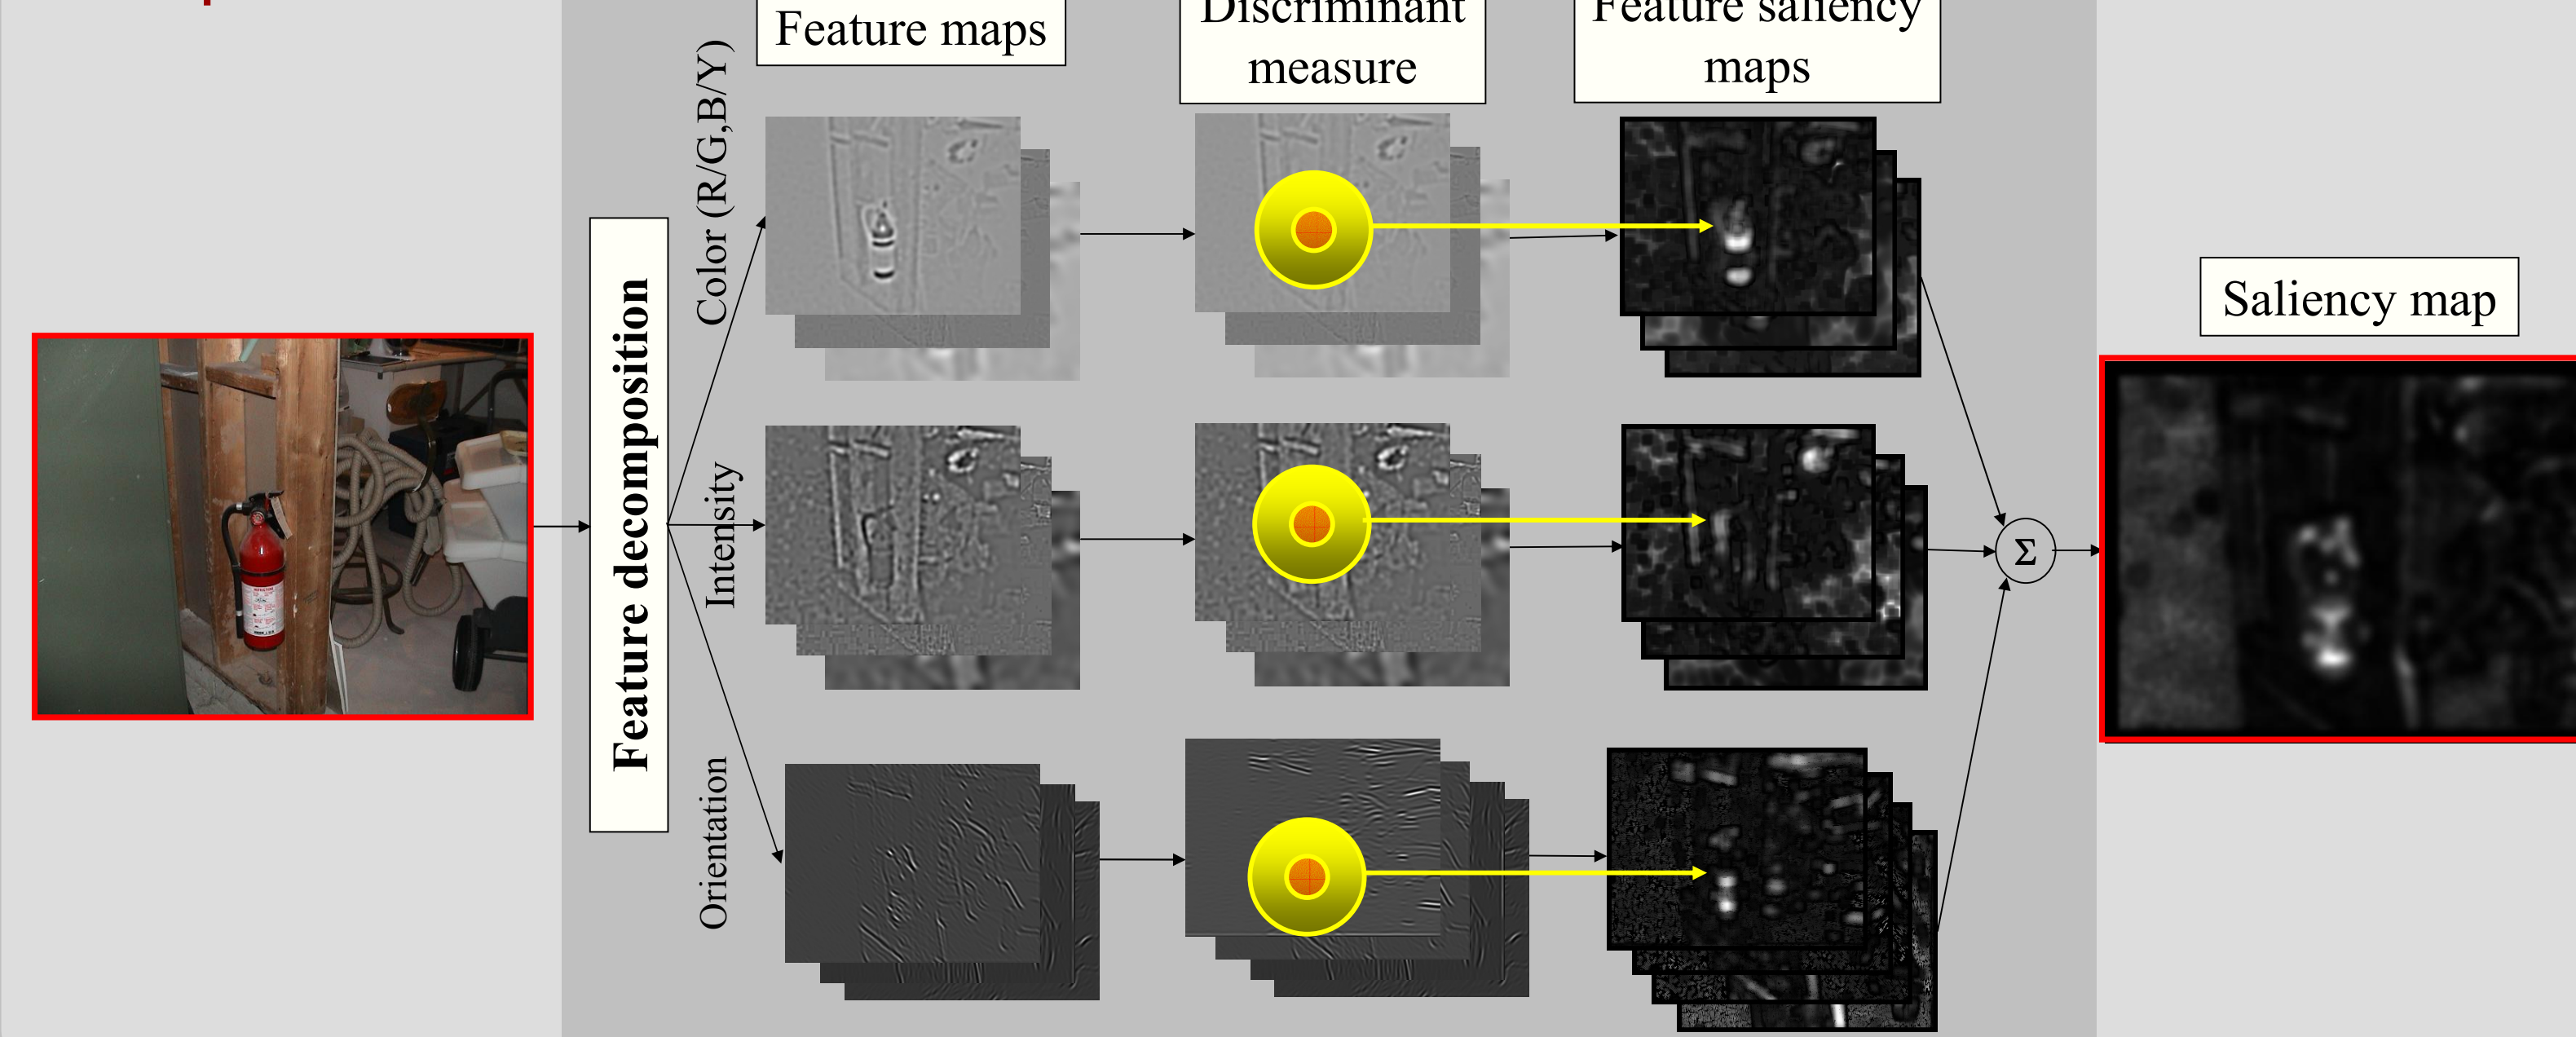 Feature maps
Discriminant
measure
Feature saliency
maps
Color (R/G,B/Y)
Intensity
Orientation
Feature decomposition
Σ
Saliency map